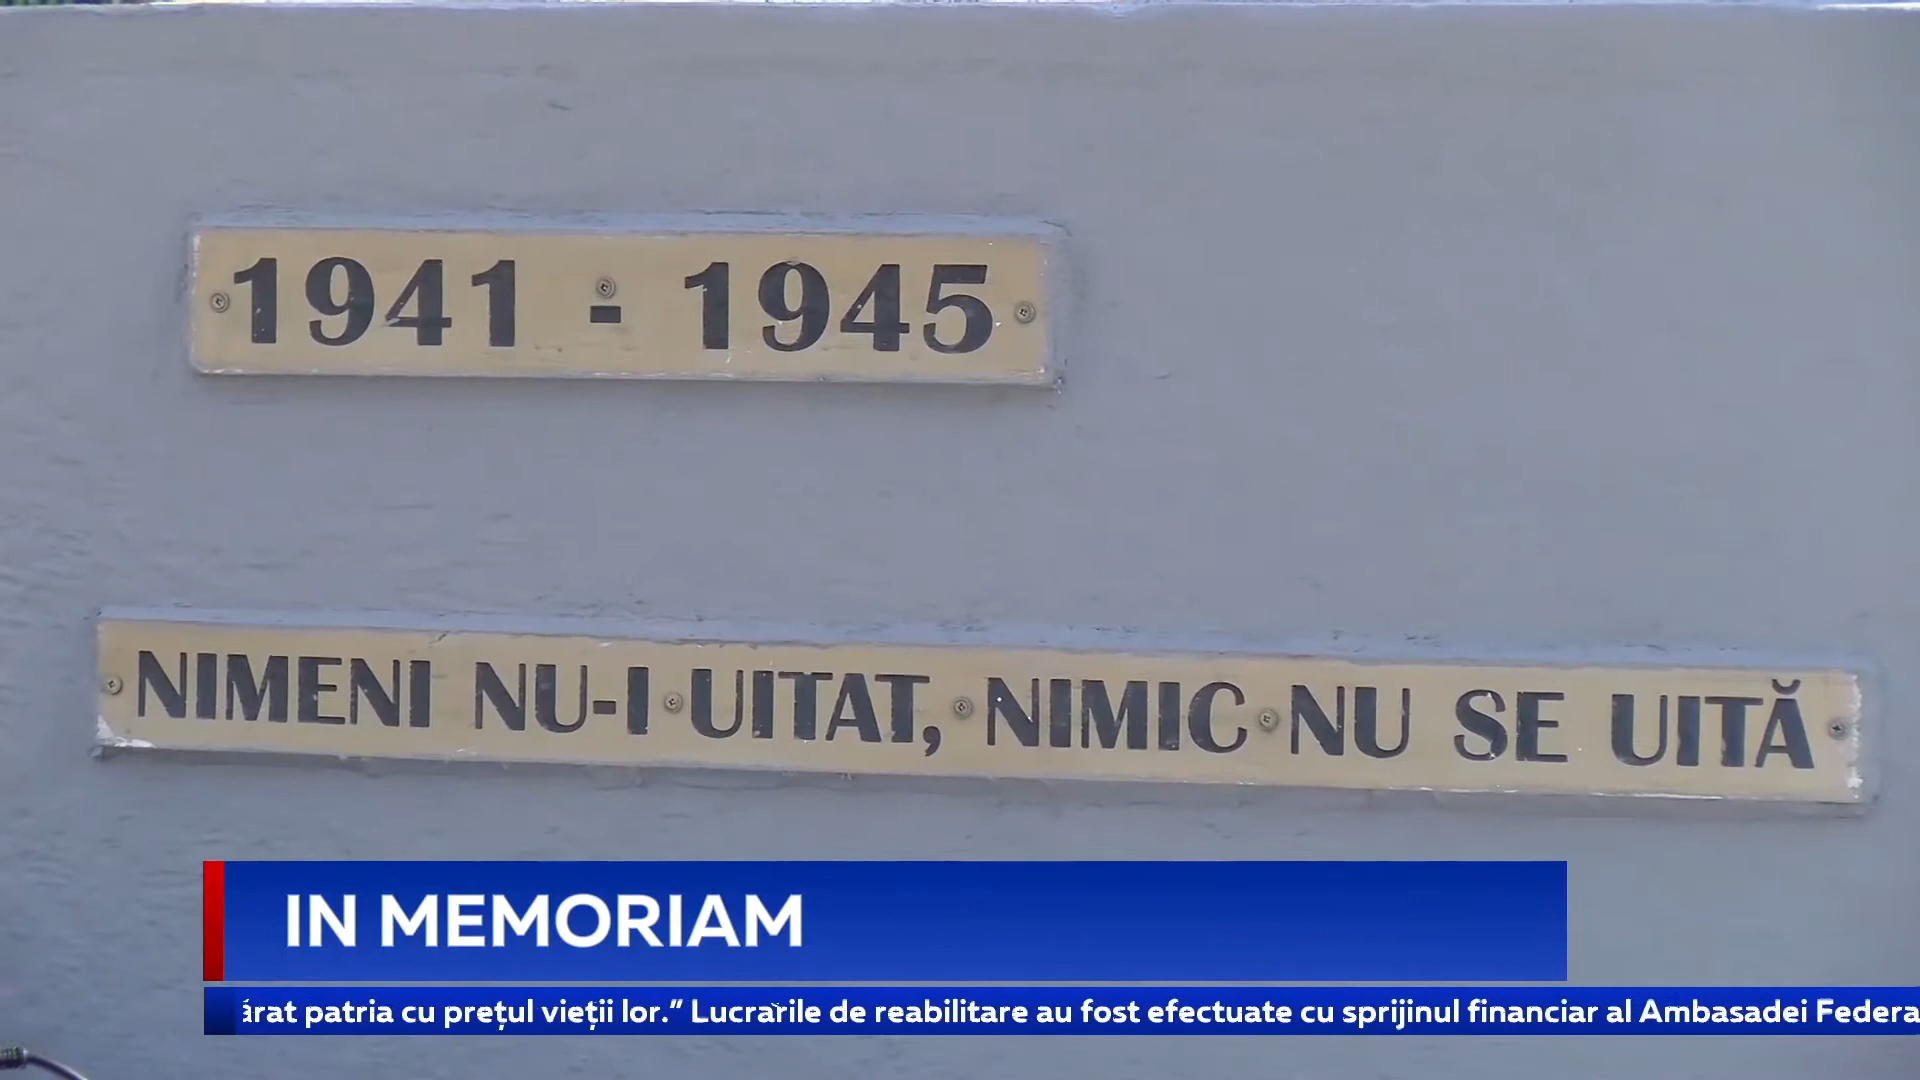 1941 - 1945
NIMENI NU-I UITAT, NIMIC NU SE UITĂ
IN MEMORIAM
patria cu prețul vieții lor.” Lucrarile de reabilitare au fost efectuate cu sprijinul financiar al Ambasadei